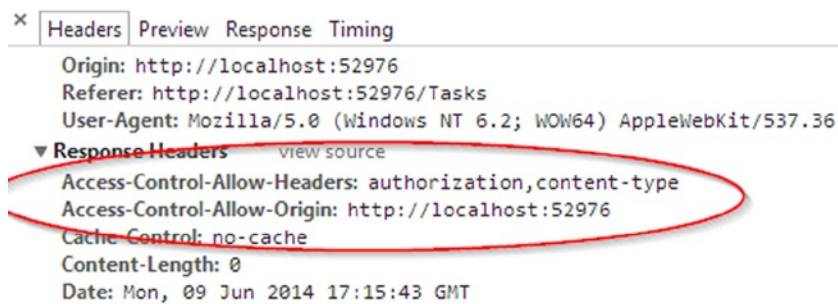 × Headers Preview Response Timing
Origin: http://localhost:52976
Referer: http://localhost:52976/Tasks
User-Agent: Mozilla/5.0 (Windows NT 6.2; WOW64) AppleWebKit/537.36
▼ Response Headers view source
Access-Control-Allow-Headers: authorization,content-type
Access-Control-Allow-Origin: http://localhost:52976
Cache-Control: no-cache
Content-Length: 0
Date: Mon, 09 Jun 2014 17:15:43 GMT